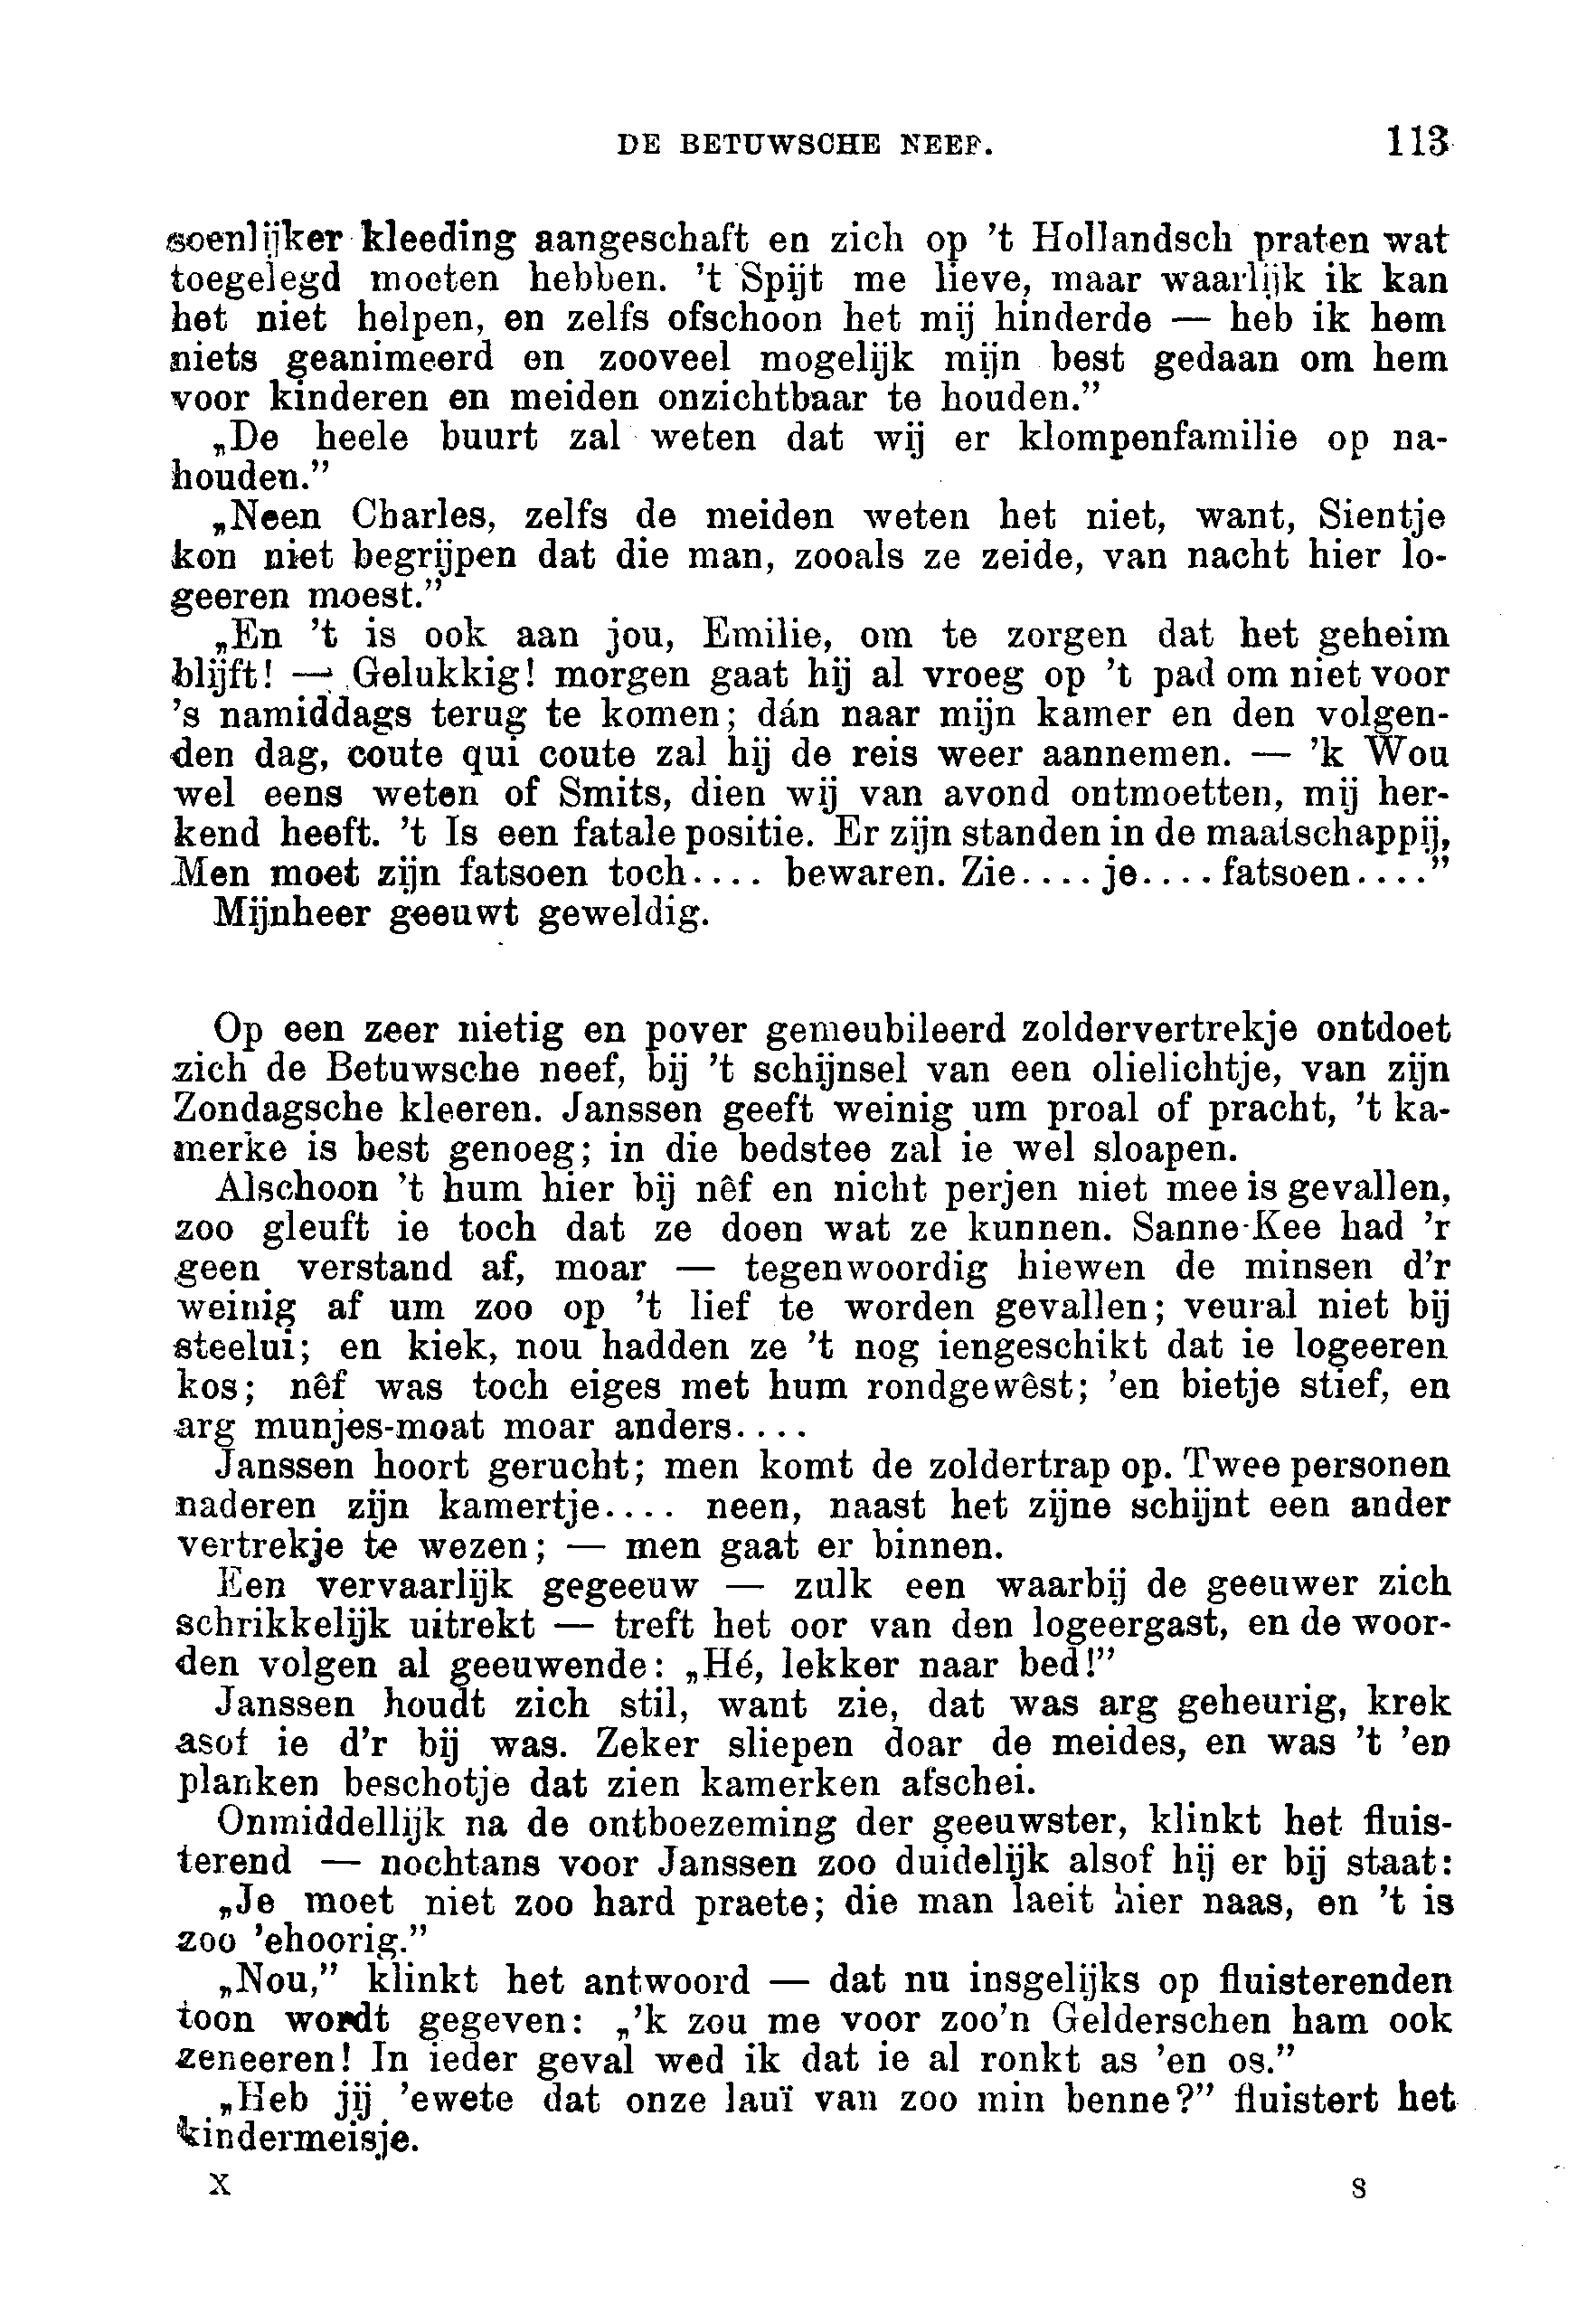 DE BETUWSCHE NEEF. 113
soenlijker kleeding aangeschaft en zich op 't Hollandsch praten wat
toegelegd moeten hebben. 't Spijt me lieve, maar waarlijk ik kan
het niet helpen, en zelfs ofschoon het mij hinderde — heb ik hem
niets geanimeerd en zooveel mogelijk mijn best gedaan om hem
voor kinderen en meiden onzichtbaar te houden.”
„De heele buurt zal weten dat wij er klompenfamilie op na-
houden.”
„Neen Charles, zelfs de meiden weten het niet, want, Sientje
kon niet begrijpen dat die man, zooals ze zeide, van nacht hier lo-
geeren moest.”
„En 't is ook aan jou, Emilie, om te zorgen dat het geheim
blijft! — Gelukkig! morgen gaat hij al vroeg op 't pad om niet voor
's namiddags terug te komen; dán naar mijn kamer en den volgen-
den dag, coute qui coute zal hij de reis weer aannemen. — 'k Wou
wel eens weten of Smits, dien wij van avond ontmoetten, mij her-
kend heeft. 't Is een fatale positie. Er zijn standen in de maatschappij,
Men moet zijn fatsoen toch.... bewaren. Zie.... je.... fatsoen....”
Mijnheer geeuwt geweldig.
Op een zeer nietig en pover gemeubileerd zoldervertrekje ontdoet
zich de Betuwsche neef, bij 't schijnsel van een olielichtje, van zijn
Zondagsche kleeren. Janssen geeft weinig um proal of pracht, 't ka-
merke is best genoeg; in die bedstee zal ie wel sloapen.
Alschoon 't hum hier bij nêf en nicht perjen niet mee is gevallen,
zoo gleuft ie toch dat ze doen wat ze kunnen. Sanne-Kee had 'r
geen verstand af, moar — tegenwoordig hiewen de minsen d'r
weinig af um zoo op 't lief te worden gevallen; veural niet bij
steelui; en kiek, nou hadden ze 't nog iengeschikt dat ie logeeren
kos; nêf was toch eiges met hum rondgewêst; 'en bietje stief, en
arg munjes-moat moar anders....
Janssen hoort gerucht; men komt de zoldertrap op. Twee personen
naderen zijn kamertje.... neen, naast het zijne schijnt een ander
vertrekje te wezen; — men gaat er binnen.
Een vervaarlijk gegeeuw — zulk een waarbij de geeuwer zich
schrikkelijk uitrekt — treft het oor van den logeergast, en de woor-
den volgen al geeuwende: „Hé, lekker naar bed!”
Janssen houdt zich stil, want zie, dat was arg geheurig, krek
asof ie d'r bij was. Zeker sliepen doar de meides, en was 't 'en
planken beschotje dat zien kamerken afschei.
Onmiddellijk na de ontboezeming der geeuwster, klinkt het fluis-
terend — nochtans voor Janssen zoo duidelijk alsof hij er bij staat:
„Je moet niet zoo hard praete; die man laeit hier naas, en 't is
zoo 'ehoorig.”
„Nou,” klinkt het antwoord — dat nu insgelijks op fluisterenden
toon wordt gegeven: „'k zou me voor zoo'n Gelderschen ham ook
zeneeren! In ieder geval wed ik dat ie al ronkt as 'en os.”
„Heb jij 'ewete dat onze lauï van zoo min benne?” fluistert het
kindermeisje.
X 8